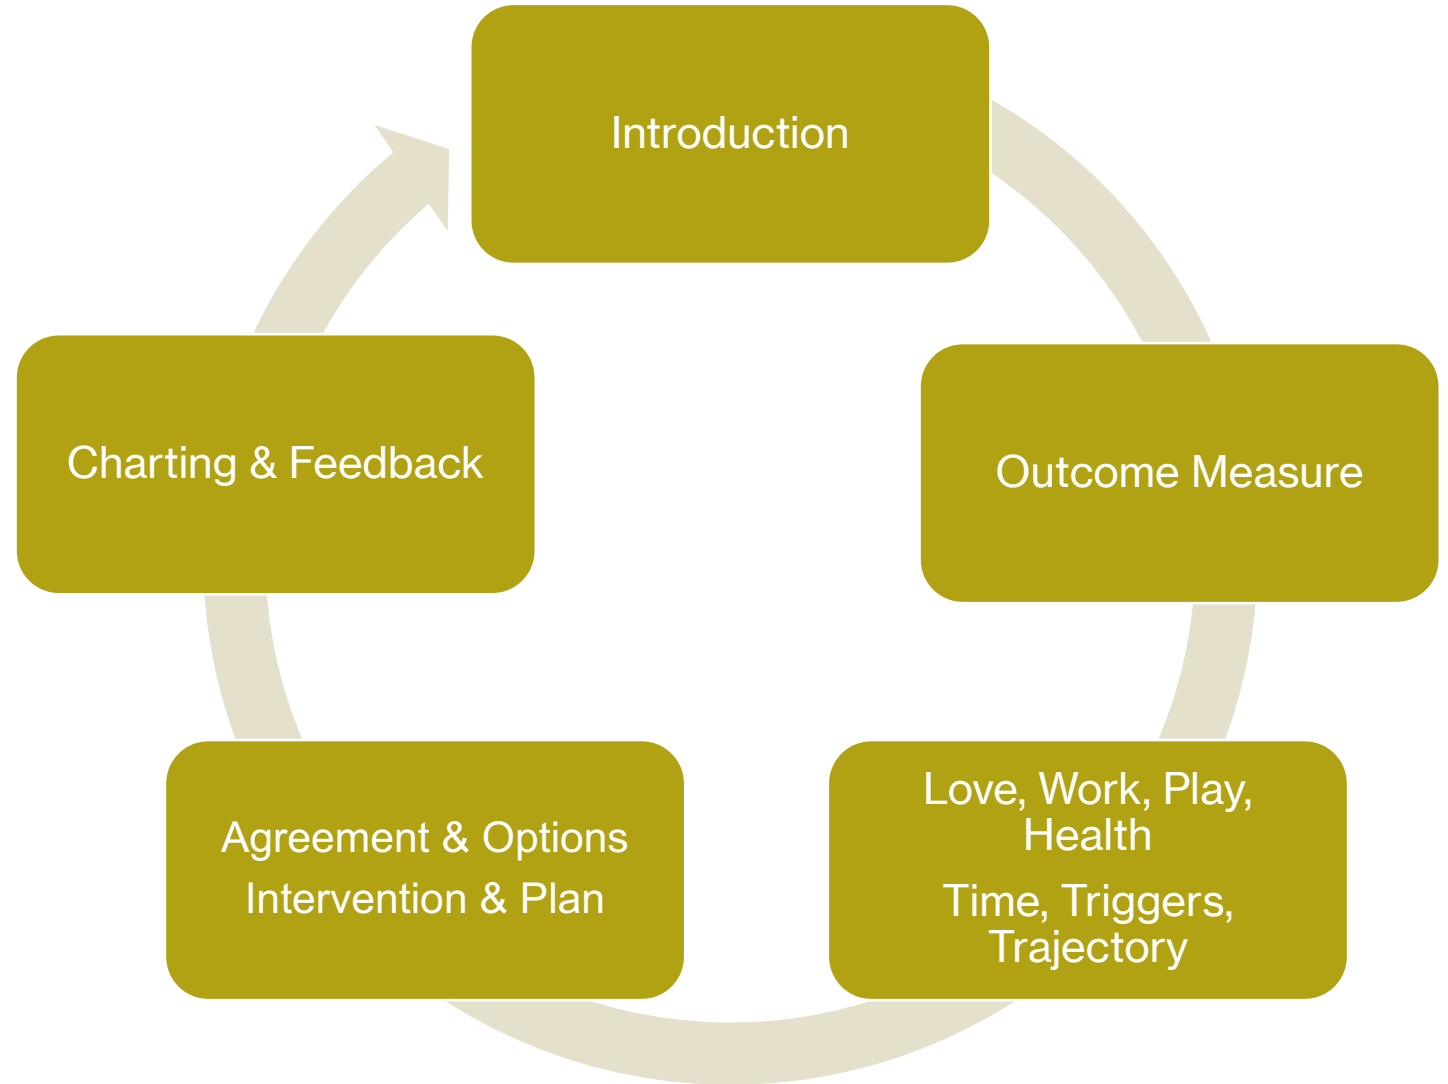 Introduction
Outcome Measure
Love, Work, Play,
Health
Time, Triggers,
Trajectory
Agreement & Options
Intervention & Plan
Charting & Feedback